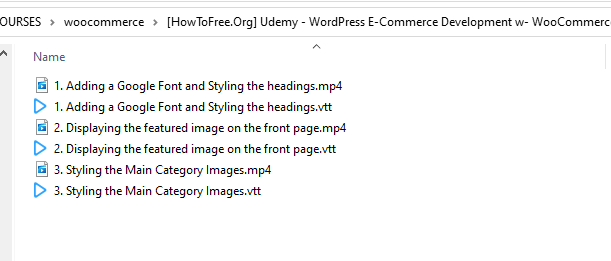 OURSES > woocommerce > [HowToFree.Org] Udemy - WordPress E-Commerce Development w- WooCommerc
Name
1. Adding a Google Font and Styling the headings.mp4
1. Adding a Google Font and Styling the headings.vtt
2. Displaying the featured image on the front page.mp4
2. Displaying the featured image on the front page.vtt
3. Styling the Main Category Images.mp4
3. Styling the Main Category Images.vtt